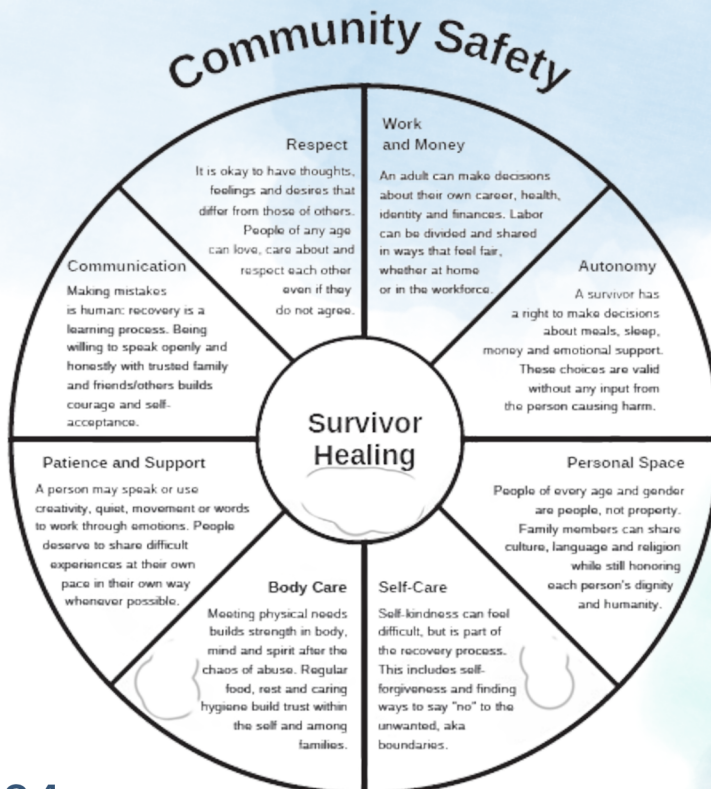 Community Safety
Respect
It is okay to have thoughts,
feelings and desires that
differ from those of others.
People of any age
can love, care about and
respect each other
even if they
do not agree.
Work
and Money
An adult can make decisions
about their own career, health,
identity and finances. Labor
can be divided and shared
in ways that feel fair,
whether at home
or in the workforce.
Autonomy
A survivor has
a right to make decisions
about meals, sleep,
money and emotional support.
These choices are valid
without any input from
the person causing harm.
Personal Space
People of every age and gender
are people, not property.
Family members can share
culture, language and religion
while still honoring
each person's dignity
and humanity.
Self-Care
Self-kindness can feel
difficult, but is part of
the recovery process.
This includes self-
forgiveness and finding
ways to say "no" to the
unwanted, aka
boundaries.
Body Care
Meeting physical needs
builds strength in body,
mind and spirit after the
chaos of abuse. Regular
food, rest and caring
hygiene build trust within
the self and among
families.
Patience and Support
A person may speak or use
creativity, quiet, movement or words
to work through emotions. People
deserve to share difficult
experiences at their own
pace in their own way
whenever possible.
Communication
Making mistakes
is human: recovery is a
learning process. Being
willing to speak openly and
honestly with trusted family
and friends/others builds
courage and self-
acceptance.
Survivor
Healing